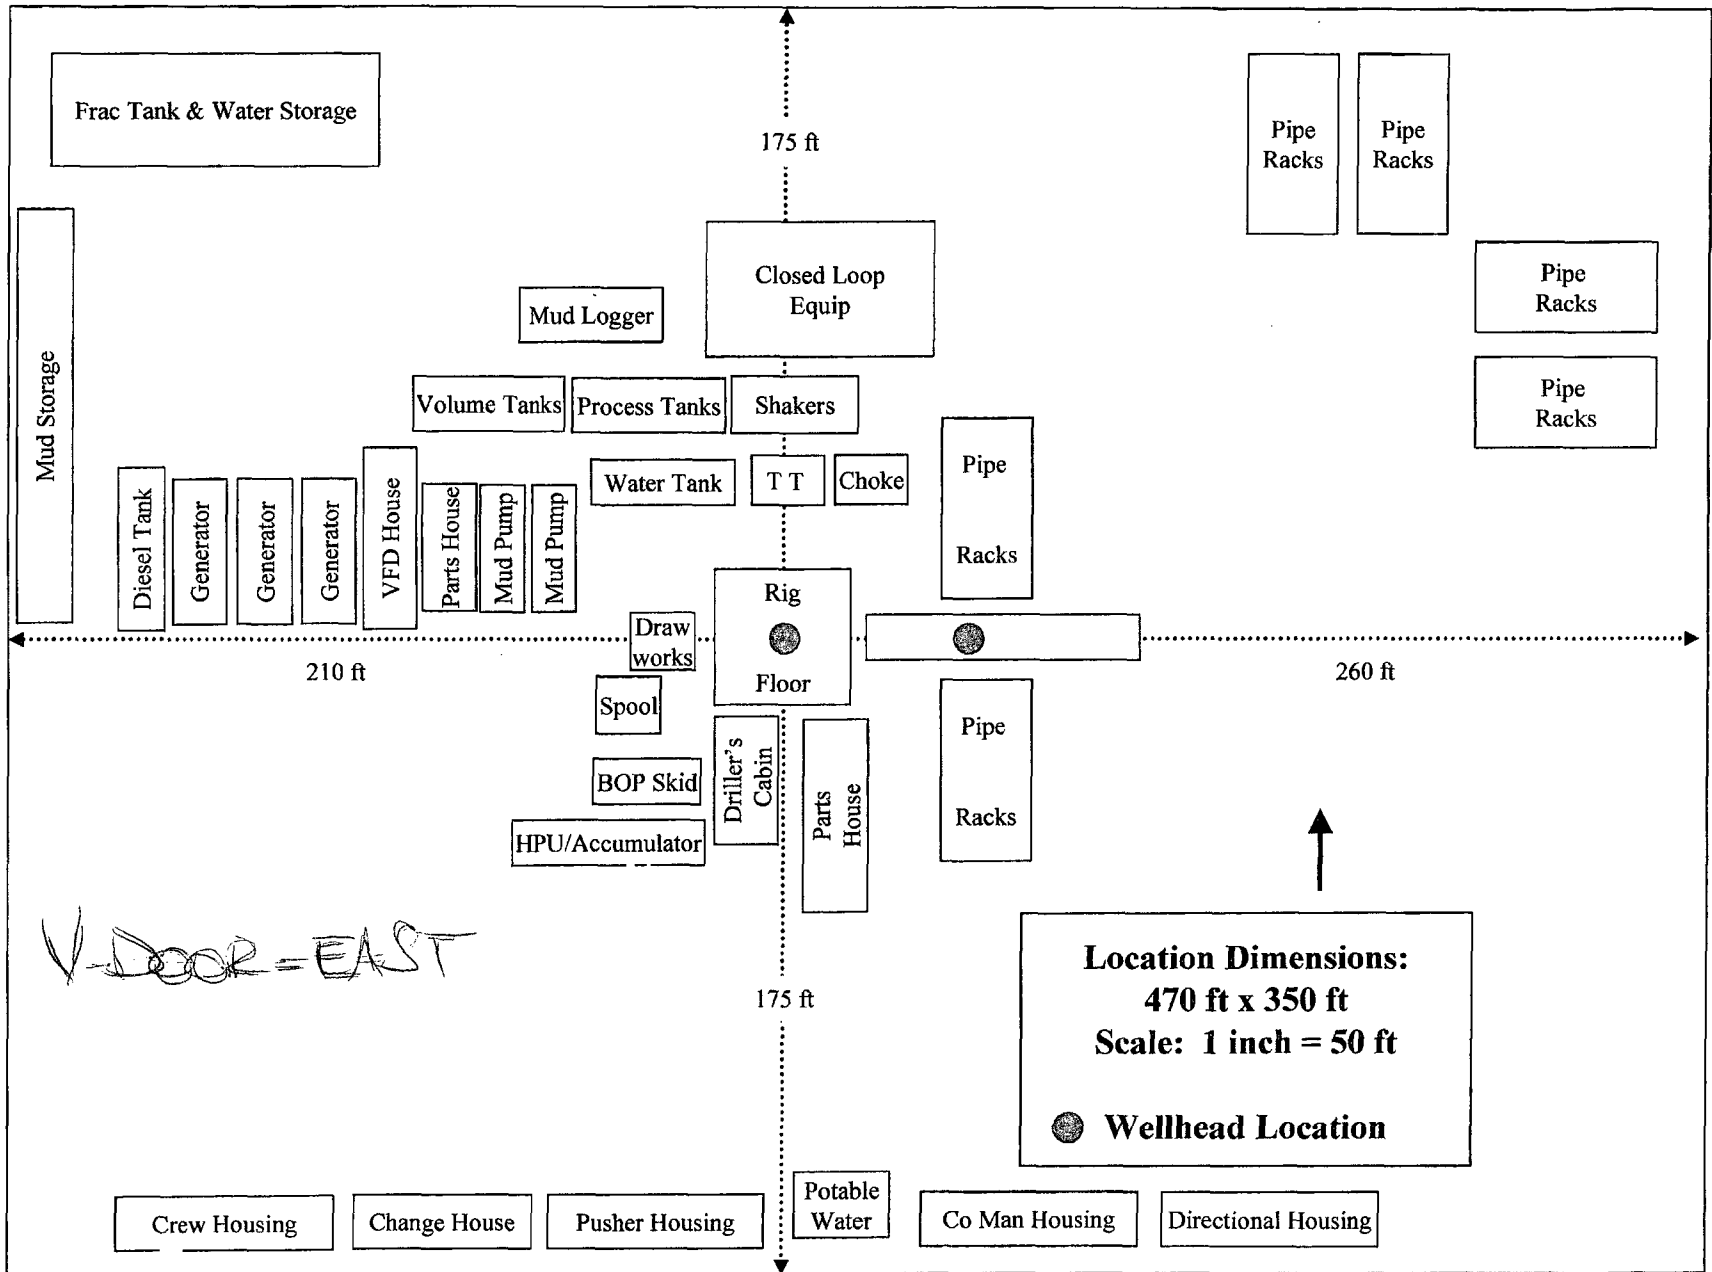 Frac Tank & Water Storage
175 ft
Pipe
Racks
Pipe
Racks
Mud Storage
Closed Loop
Equip
Mud Logger
Pipe
Racks
Pipe
Racks
Volume Tanks
Process Tanks
Shakers
Water Tank
T T
Choke
Pipe
Racks
Diesel Tank
Generator
Generator
Generator
VFD House
Parts House
Mud Pump
Mud Pump
Rig
Floor
Draw
works
210 ft
260 ft
Spool
BOP Skid
HPU/Accumulator
Driller's
Cabin
Parts
House
Pipe
Racks
V-DOOR = EAST
175 ft
Location Dimensions:
470 ft x 350 ft
Scale: 1 inch = 50 ft
Wellhead Location
Crew Housing
Change House
Pusher Housing
Potable
Water
Co Man Housing
Directional Housing